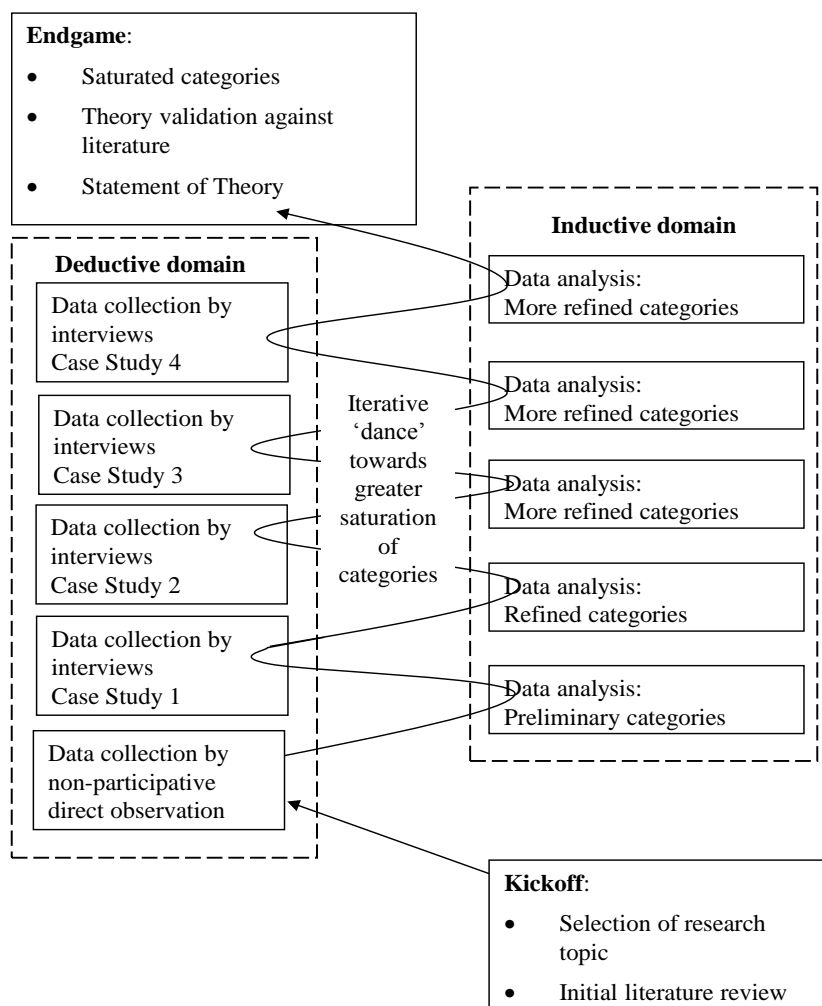 Endgame:
• Saturated categories
• Theory validation against
literature
• Statement of Theory
Deductive domain
Data collection by
interviews
Case Study 4
Data collection by
interviews
Case Study 3
Data collection by
interviews
Case Study 2
Data collection by
interviews
Case Study 1
Data collection by
non-participative
direct observation
Iterative
‘dance’
towards
greater
saturation
of
categories
Inductive domain
Data analysis:
More refined categories
Data analysis:
More refined categories
Data analysis:
More refined categories
Data analysis:
Refined categories
Data analysis:
Preliminary categories
Kickoff:
• Selection of research
topic
• Initial literature review